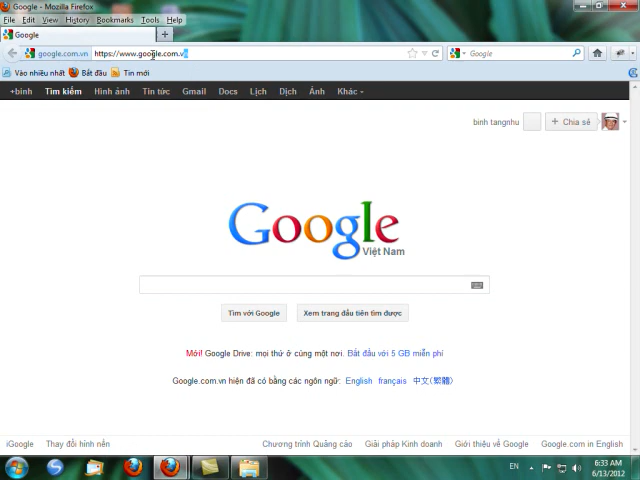 Google - Mozilla Firefox
File Edit View History Bookmarks Tools Help
Google
google.com.vn https://www.google.com.vn Google
Vào nhiều nhất Bắt đầu Tin mới
+binh Tìm kiếm Hình ảnh Tin tức Gmail Docs Lịch Dịch Ảnh Khác
binh tangnhu + Chia sẻ
Google
Việt Nam
Tìm với Google Xem trang đầu tiên tìm được
Mới! Google Drive: mọi thứ ở cùng một nơi. Bắt đầu với 5 GB miễn phí
Google.com.vn hiện đã có bằng các ngôn ngữ: English français 中文(繁體)
iGoogle Thay đổi hình nền Chương trình Quảng cáo Giải pháp Kinh doanh Giới thiệu về Google Google.com in English
EN 6:33 AM
6/13/2012